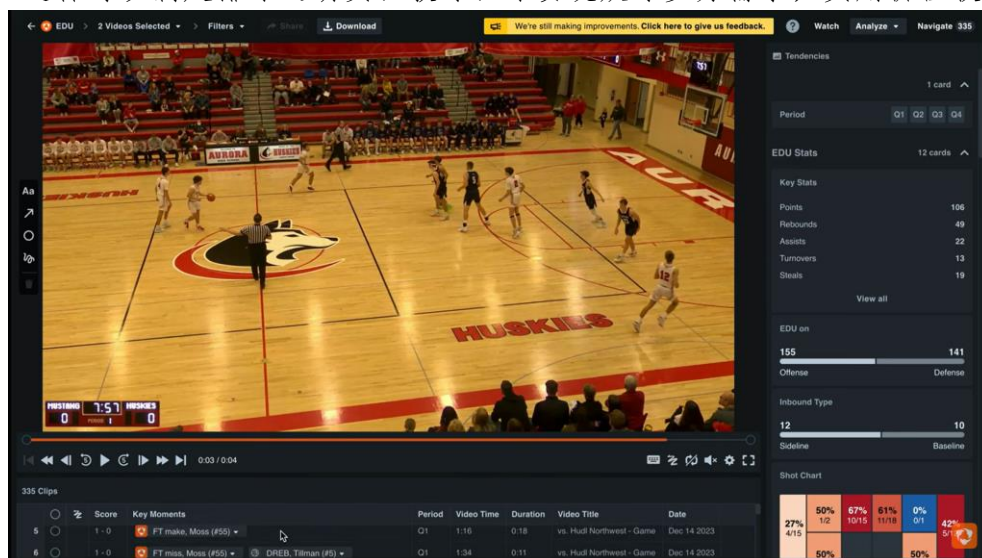 EDU > 2 Videos Selected > Filters Share Download
We're still making improvements. Click here to give us feedback.
? Watch Analyze Navigate 335
AURORA HUSKIES
AUR
12
HUSKIES
MUSTANG 7:57 HUSKIES
0 PERIOD 1 0
Aa
5 5 0:03 / 0:04
335 Clips
Score Key Moments Period Video Time Duration Video Title Date
5 1 - 0 FT make, Moss (#55) Q1 1:16 0:18 vs. Hudl Northwest - Game Dec 14 2023
6 1 - 0 FT miss, Moss (#55) DREB, Tillman (#5) Q1 1:34 0:11 vs. Hudl Northwest - Game Dec 14 2023
Tendencies
1 card
Period Q1 Q2 Q3 Q4
EDU Stats 12 cards
Key Stats
Points 106
Rebounds 49
Assists 22
Turnovers 13
Steals 19
View all
EDU on
155 141
Offense Defense
Inbound Type
12 10
Sideline Baseline
Shot Chart
27% 50% 67% 61% 0% 42%
4/15 1/2 10/15 11/18 0/1
50% 50%